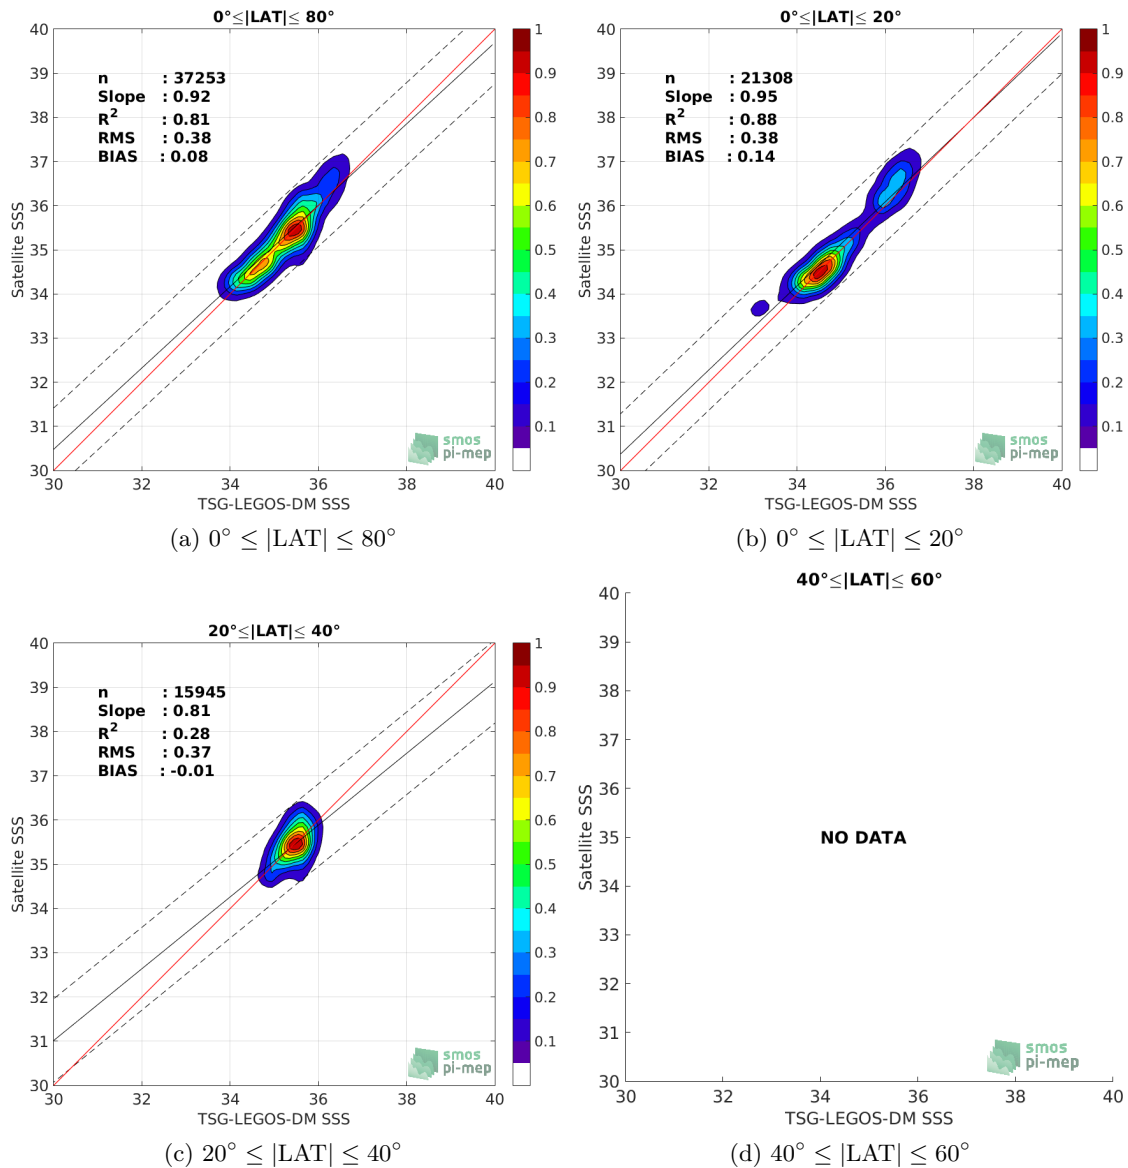 0°≤|LAT|≤ 80°
40
39
38
37
36
35
34
33
32
31
30
Satellite SSS
n : 37253
Slope : 0.92
R² : 0.81
RMS : 0.38
BIAS : 0.08
smos
pi-mep
30 32 34 36 38 40
TSG-LEGOS-DM SSS
1
0.9
0.8
0.7
0.6
0.5
0.4
0.3
0.2
0.1
(a) 0° ≤ |LAT| ≤ 80°
0°≤|LAT|≤ 20°
40
39
38
37
36
35
34
33
32
31
30
Satellite SSS
n : 21308
Slope : 0.95
R² : 0.88
RMS : 0.38
BIAS : 0.14
smos
pi-mep
30 32 34 36 38 40
TSG-LEGOS-DM SSS
1
0.9
0.8
0.7
0.6
0.5
0.4
0.3
0.2
0.1
(b) 0° ≤ |LAT| ≤ 20°
20°≤|LAT|≤ 40°
40
39
38
37
36
35
34
33
32
31
30
Satellite SSS
n : 15945
Slope : 0.81
R² : 0.28
RMS : 0.37
BIAS : -0.01
smos
pi-mep
30 32 34 36 38 40
TSG-LEGOS-DM SSS
1
0.9
0.8
0.7
0.6
0.5
0.4
0.3
0.2
0.1
(c) 20° ≤ |LAT| ≤ 40°
40°≤|LAT|≤ 60°
40
39
38
37
36
35
34
33
32
31
30
Satellite SSS
NO DATA
smos
pi-mep
30 32 34 36 38 40
TSG-LEGOS-DM SSS
(d) 40° ≤ |LAT| ≤ 60°